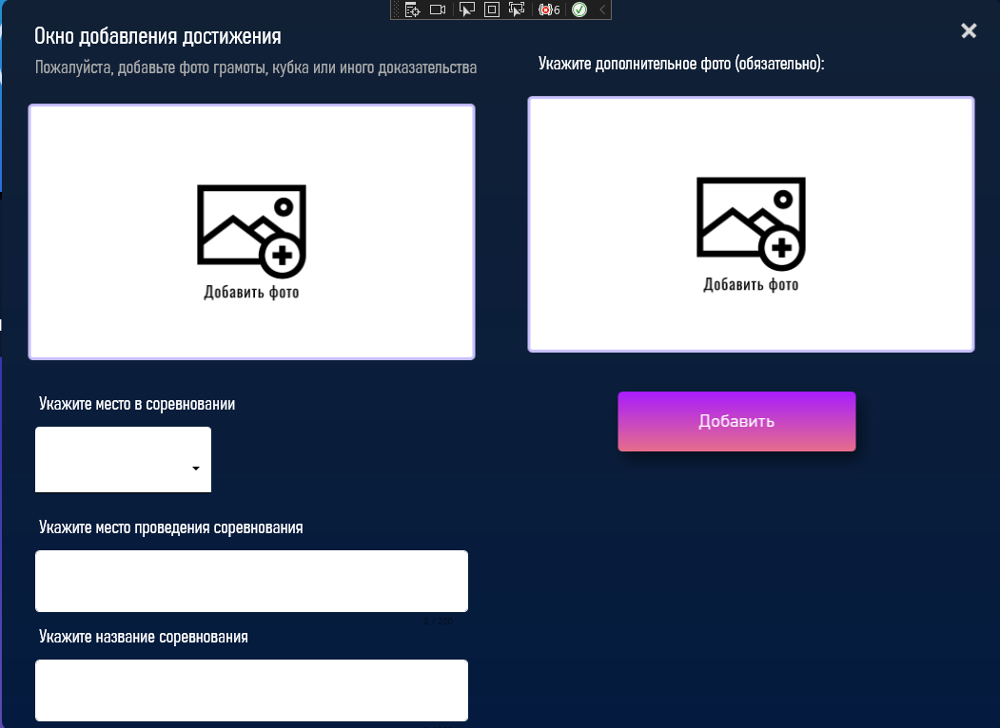 6
Окно добавления достижения
Пожалуйста, добавьте фото грамоты, кубка или иного доказательства
Укажите дополнительное фото (обязательно):
Добавить фото
Добавить фото
Укажите место в соревновании
Добавить
Укажите место проведения соревнования
0 / 200
Укажите название соревнования